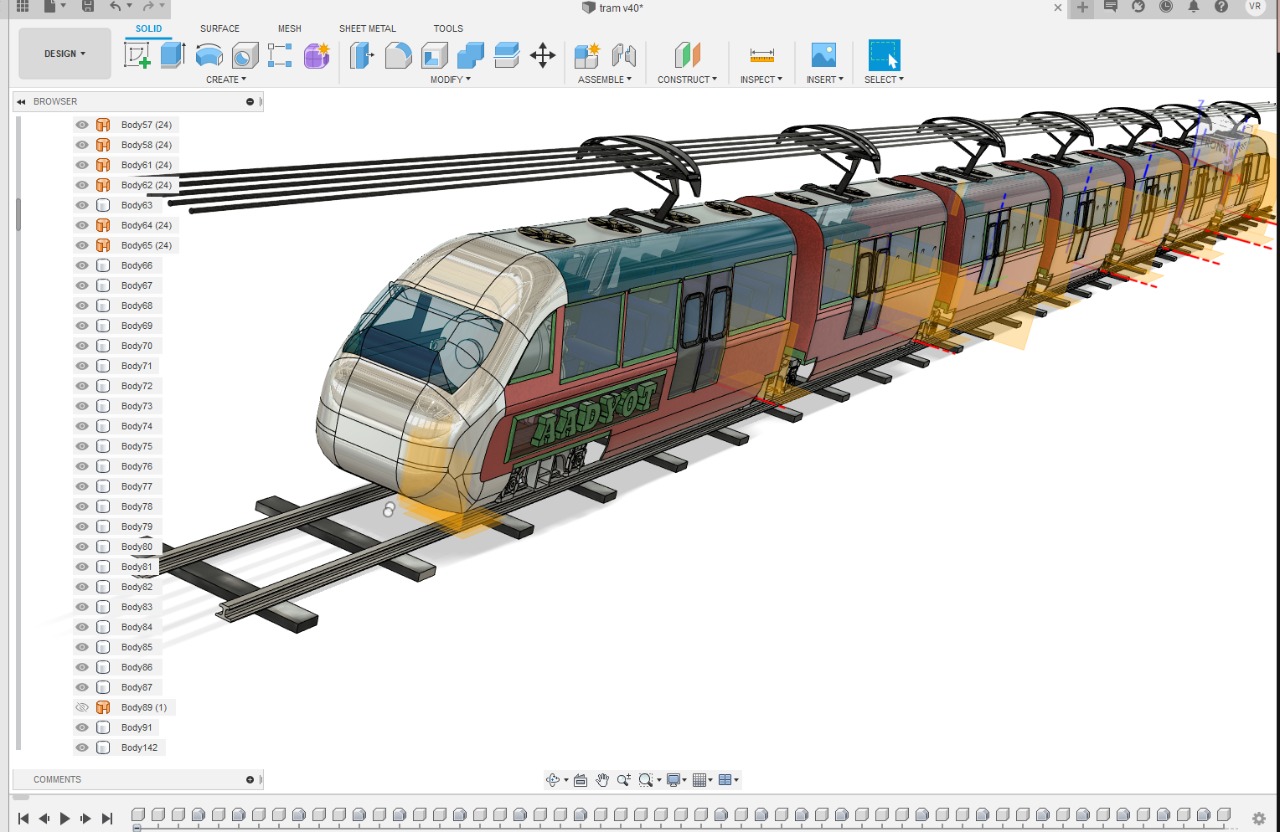 tram v40*
VR
DESIGN
SOLID
SURFACE
MESH
SHEET METAL
TOOLS
CREATE
MODIFY
ASSEMBLE
CONSTRUCT
INSPECT
INSERT
SELECT
BROWSER
Body57 (24)
Body58 (24)
Body61 (24)
Body62 (24)
Body63
Body64 (24)
Body65 (24)
Body66
Body67
Body68
Body69
Body70
Body71
Body72
Body73
Body74
Body75
Body76
Body77
Body78
Body79
Body80
Body81
Body82
Body83
Body84
Body85
Body86
Body87
Body89 (1)
Body91
Body142
AADYOT
Z
COMMENTS